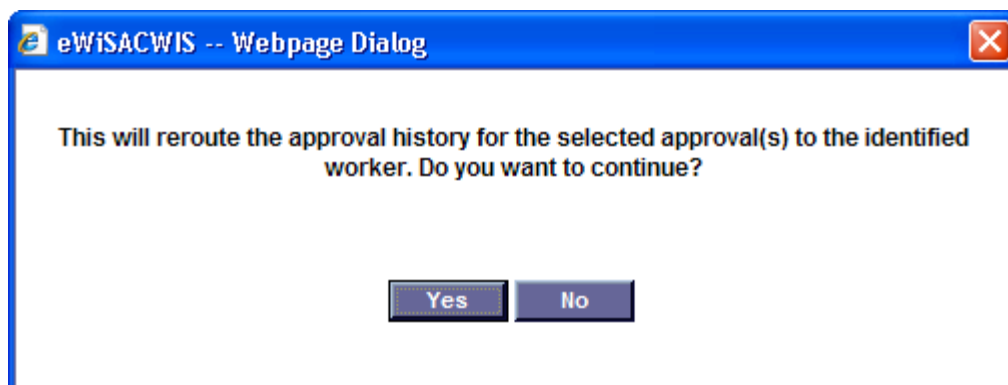 eWiSACWIS -- Webpage Dialog
This will reroute the approval history for the selected approval(s) to the identified
worker. Do you want to continue?
Yes No